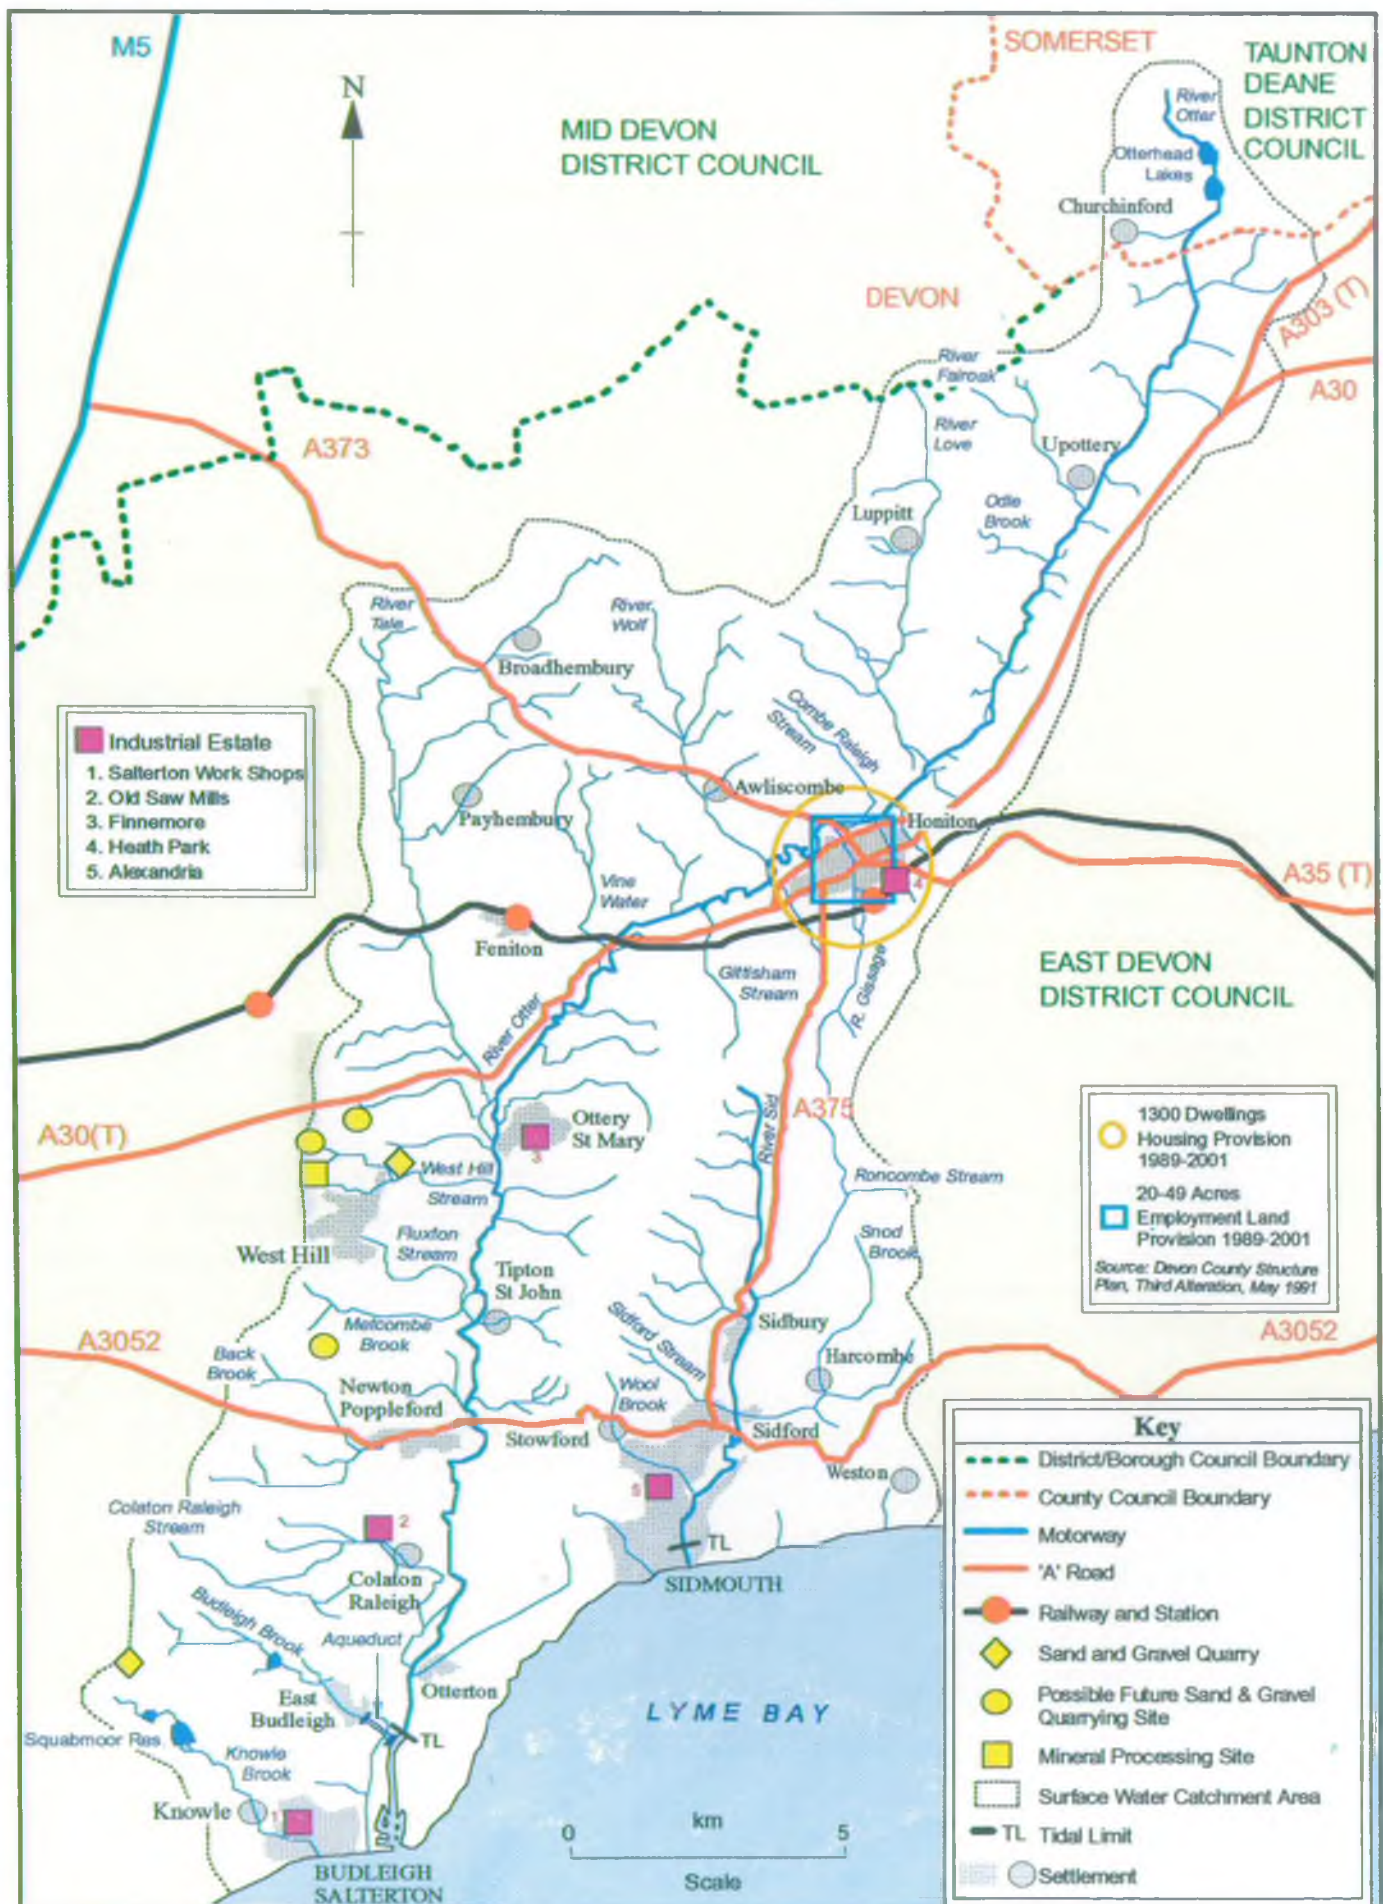 M5
SOMERSET
TAUNTON
DEANE
DISTRICT
COUNCIL
N
MID DEVON
DISTRICT COUNCIL
River
Otter
Otterhead
Lakes
Churchinford
DEVON
A303 (T)
River
Fairoak
A30
River
Love
A373
Upottery
Luppitt
Odle
Brook
River
Tale
River
Wolf
Broadhembury
Combe Raleigh
Stream
Industrial Estate
1. Salterton Work Shops
2. Old Saw Mills
3. Finnemore
4. Heath Park
5. Alexandria
Awliscombe
Payhembury
Honiton
4
A35 (T)
Vine
Water
Feniton
Gittisham
Stream
R. Gissage
EAST DEVON
DISTRICT COUNCIL
River Otter
A30(T)
Ottery
St Mary
3
River Sid
A375
1300 Dwellings
Housing Provision
1989-2001
20-49 Acres
Employment Land
Provision 1989-2001
Source: Devon County Structure
Plan, Third Alteration, May 1991
West Hill
Stream
Roncombe Stream
Fluxton
Stream
Snod
Brook
West Hill
Tipton
St John
Sidford Stream
Sidbury
A3052
Metcombe
Brook
A3052
Back
Brook
Harcombe
Newton
Poppleford
Wool
Brook
Stowford
Sidford
Weston
5
Colaton Raleigh
Stream
2
TL
Colaton
Raleigh
SIDMOUTH
Budleigh Brook
Aqueduct
Otterton
East
Budleigh
TL
LYME BAY
Squabmoor Res.
Knowle
Brook
Knowle
1
BUDLEIGH
SALTERTON
km
0
5
Scale
Key
District/Borough Council Boundary
County Council Boundary
Motorway
'A' Road
Railway and Station
Sand and Gravel Quarry
Possible Future Sand & Gravel
Quarrying Site
Mineral Processing Site
Surface Water Catchment Area
TL Tidal Limit
Settlement